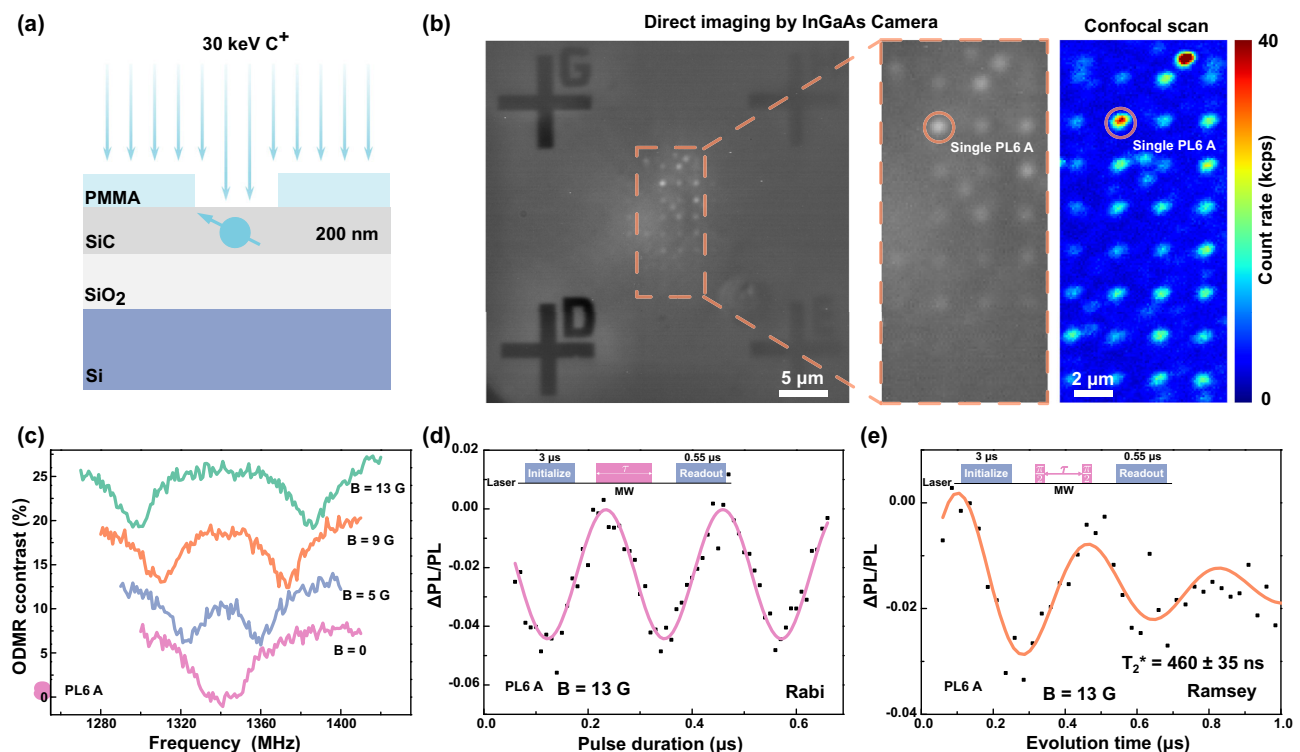 (a)
30 keV C+
PMMA
SiC
200 nm
SiO2
Si
(b)
Direct imaging by InGaAs Camera
Confocal scan
G
D
E
5 µm
Single PL6 A
Single PL6 A
2 µm
40
0
Count rate (kcps)
(c)
ODMR ccontrast (%)
25
20
15
10
5
0
B = 13 G
B = 9 G
B = 5 G
B = 0
PL6 A
1280 1320 1360 1400
Frequency (MHz)
(d)
3 µs
0.55 µs
Initialize
τ
Readout
Laser
MW
ΔPL/PL
0.02
0.00
-0.02
-0.04
-0.06
PL6 A
B = 13 G
Rabi
0.0 0.2 0.4 0.6
Pulse duration (µs)
(e)
3 µs
0.55 µs
Initialize
π/2
τ
π/2
Readout
Laser
MW
ΔPL/PL
0.00
-0.02
-0.04
T2* = 460 ± 35 ns
PL6 A
B = 13 G
Ramsey
0.0 0.2 0.4 0.6 0.8 1.0
Evolution time (µs)